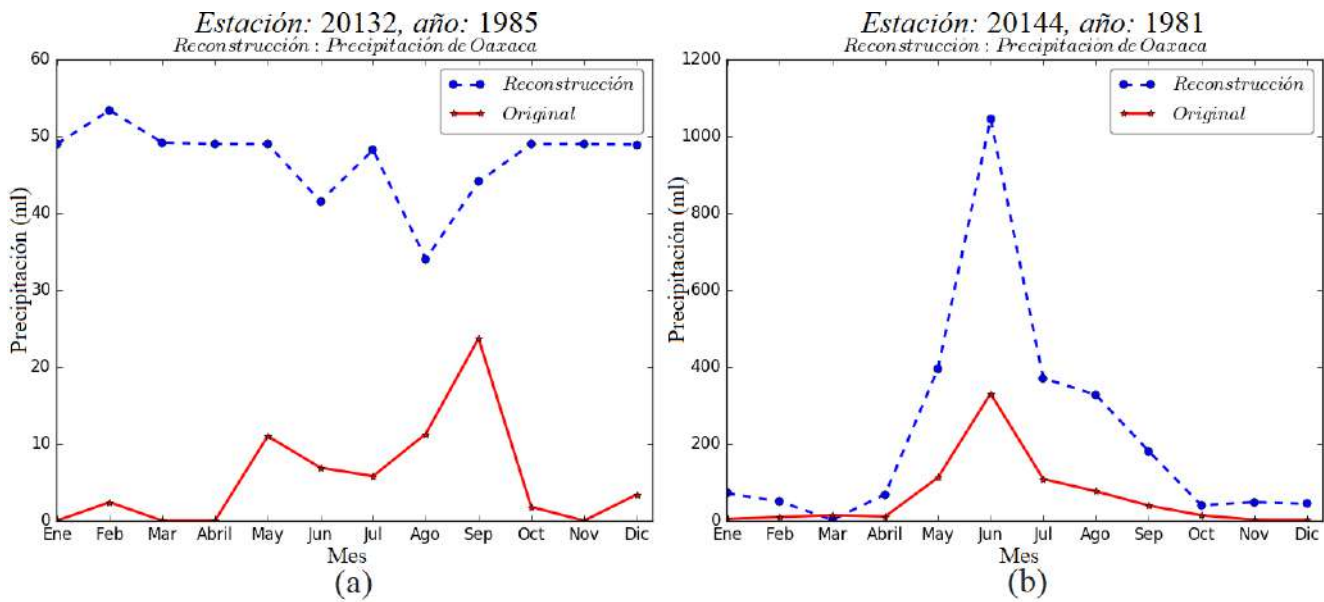 Estación: 20132, año: 1985
Reconstrucción : Precipitación de Oaxaca
60
50
40
30
20
10
0
Precipitación (ml)
Reconstrucción
Original
Ene Feb Mar Abril May Jun Jul Ago Sep Oct Nov Dic
Mes
(a)
Estación: 20144, año: 1981
Reconstruccion : Precipitación de Oaxaca
1200
1000
800
600
400
200
0
Precipitación (ml)
Reconstrucción
Original
Ene Feb Mar Abril May Jun Jul Ago Sep Oct Nov Dic
Mes
(b)